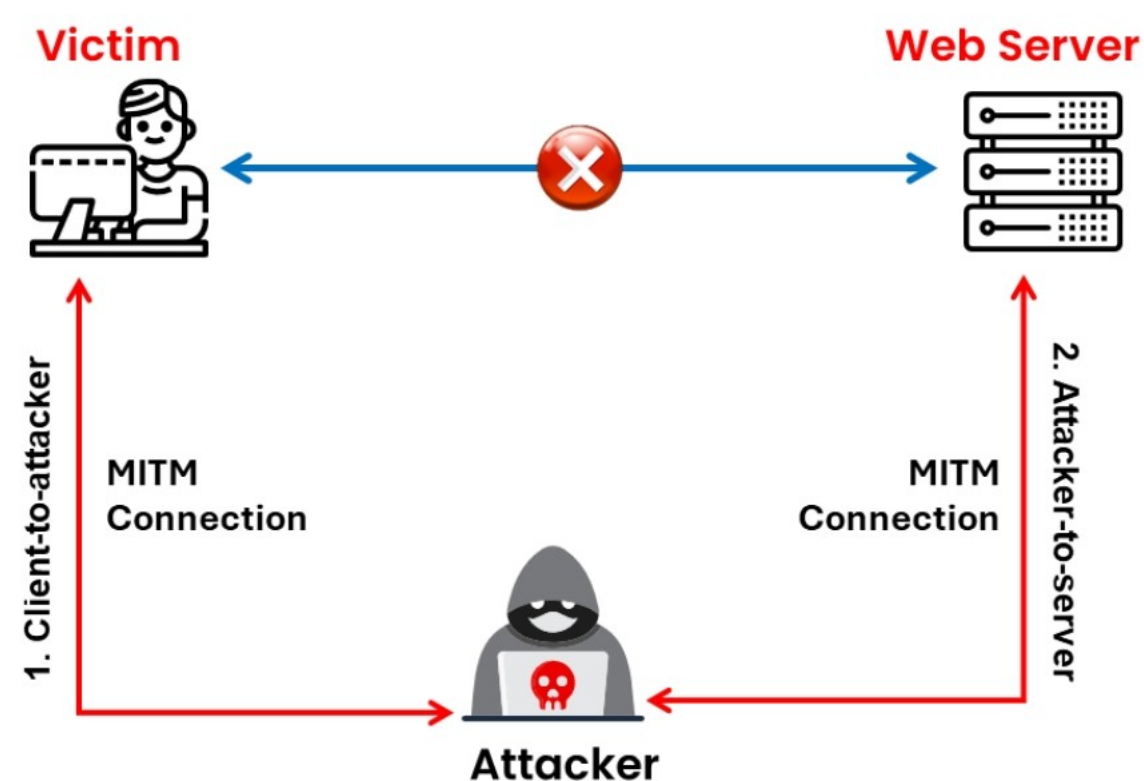 Victim
Web Server
1. Client-to-attacker
MITM
Connection
MITM
Connection
2. Attacker-to-server
Attacker